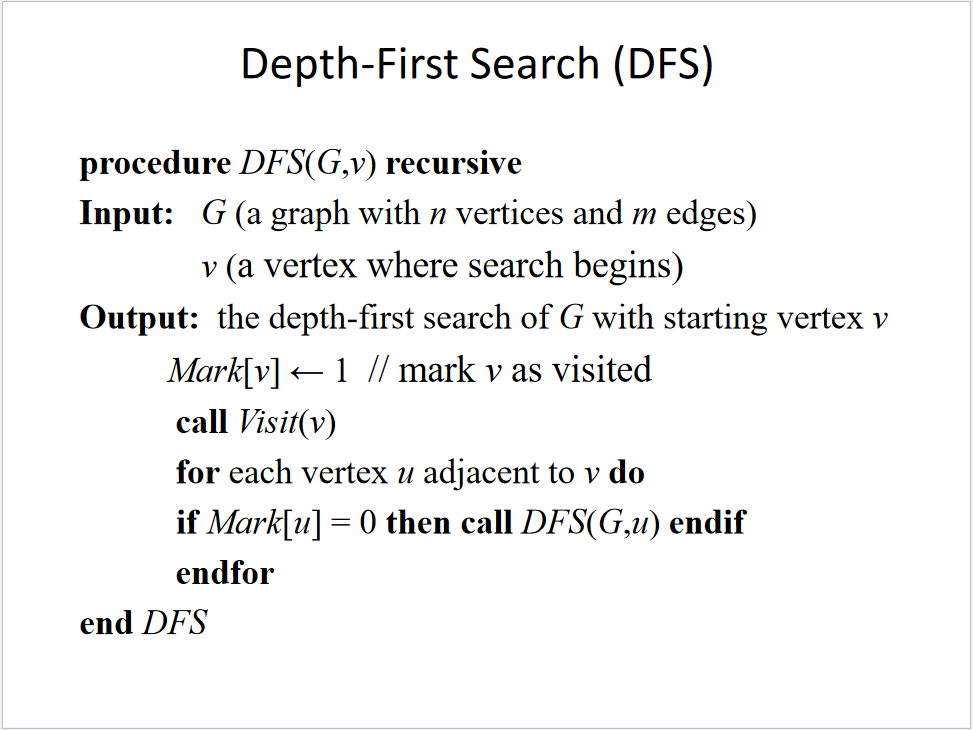 Depth-First Search (DFS)
procedure DFS(G,v) recursive
Input: G (a graph with n vertices and m edges)
v (a vertex where search begins)
Output: the depth-first search of G with starting vertex v
Mark[v] ← 1 // mark v as visited
call Visit(v)
for each vertex u adjacent to v do
if Mark[u] = 0 then call DFS(G,u) endif
endfor
end DFS